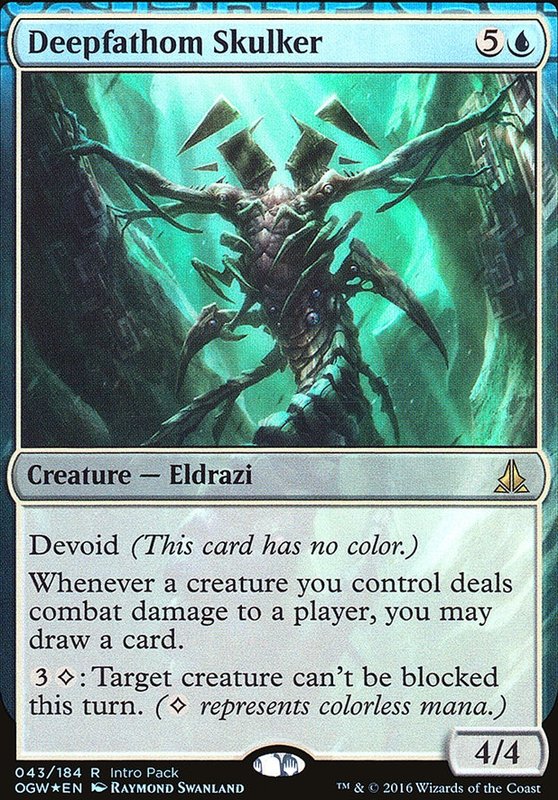 Deepfathom Skulker 5
Creature — Eldrazi
Devoid (This card has no color.)
Whenever a creature you control deals
combat damage to a player, you may
draw a card.
3 ◇: Target creature can't be blocked
this turn. (◇ represents colorless mana.)
4/4
043/184 R Intro Pack
OGW★EN Raymond Swanland
™ & © 2016 Wizards of the Coast